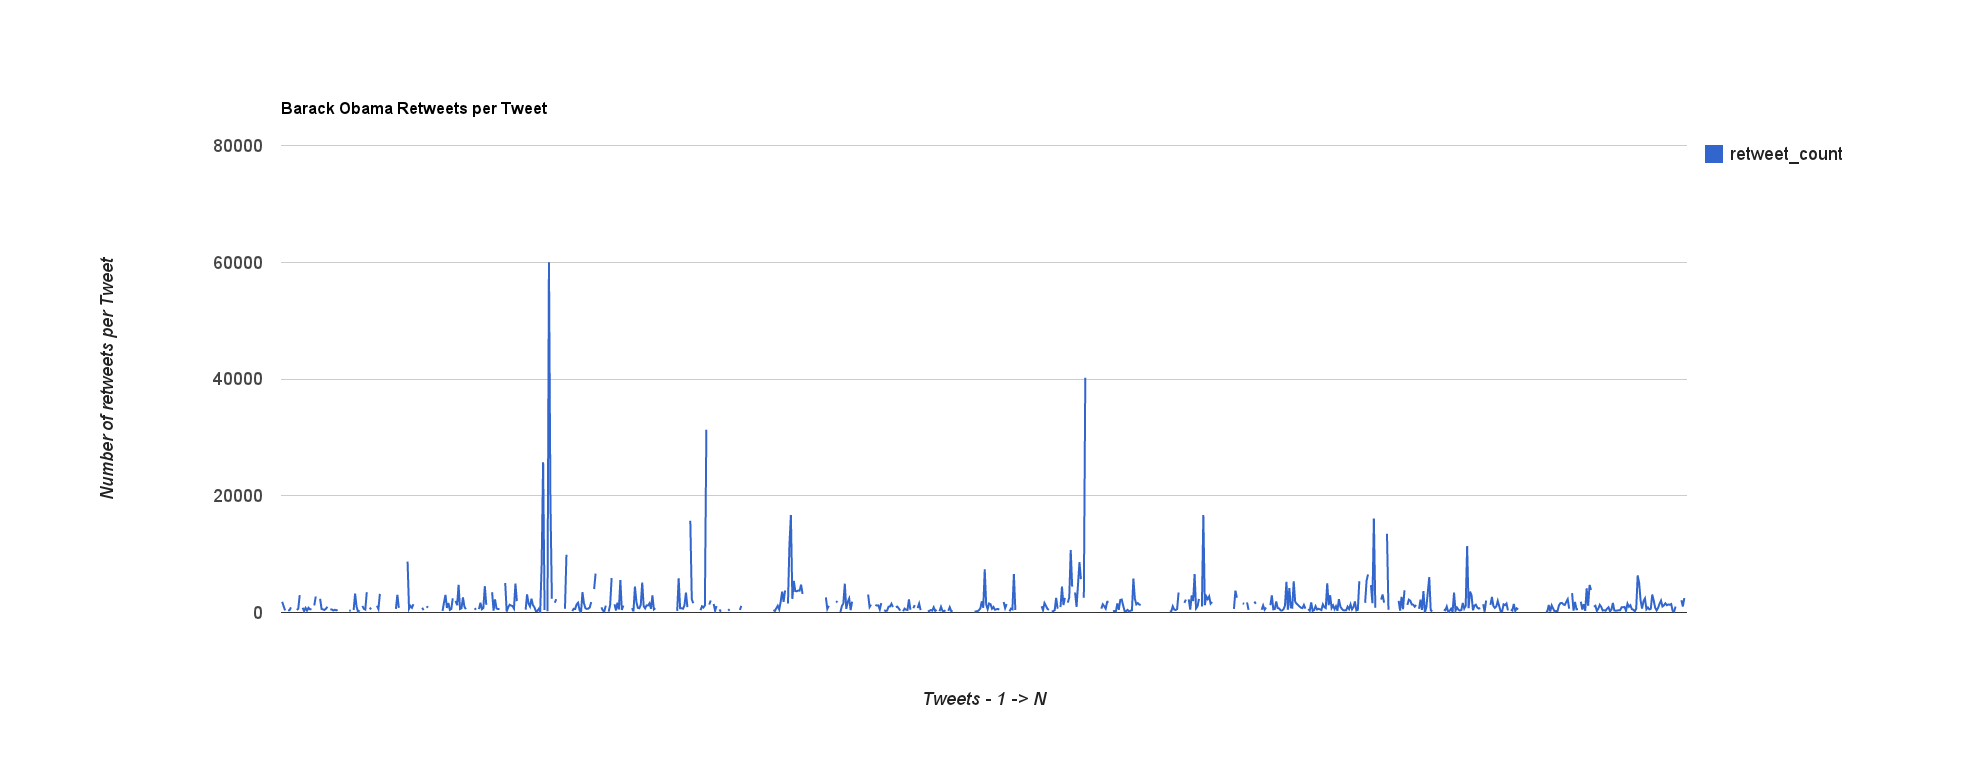 Barack Obama Retweets per Tweet
80000
60000
40000
20000
0
Number of retweets per Tweet
Tweets - 1 -> N
retweet_count